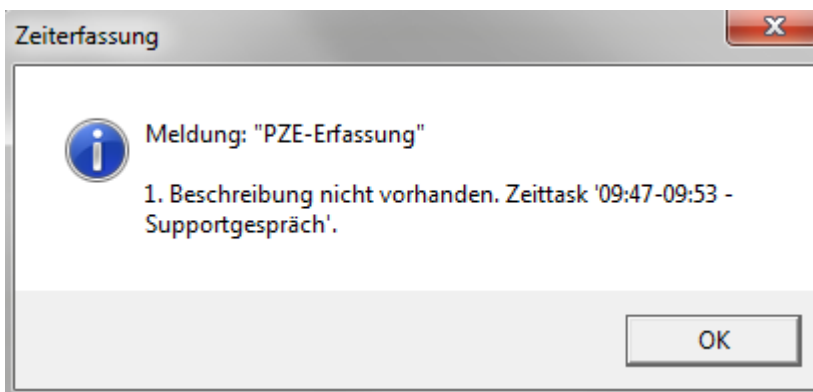 Zeiterfassung
Meldung: "PZE-Erfassung"
1. Beschreibung nicht vorhanden. Zeittask '09:47-09:53 -
Supportgespräch'.
OK